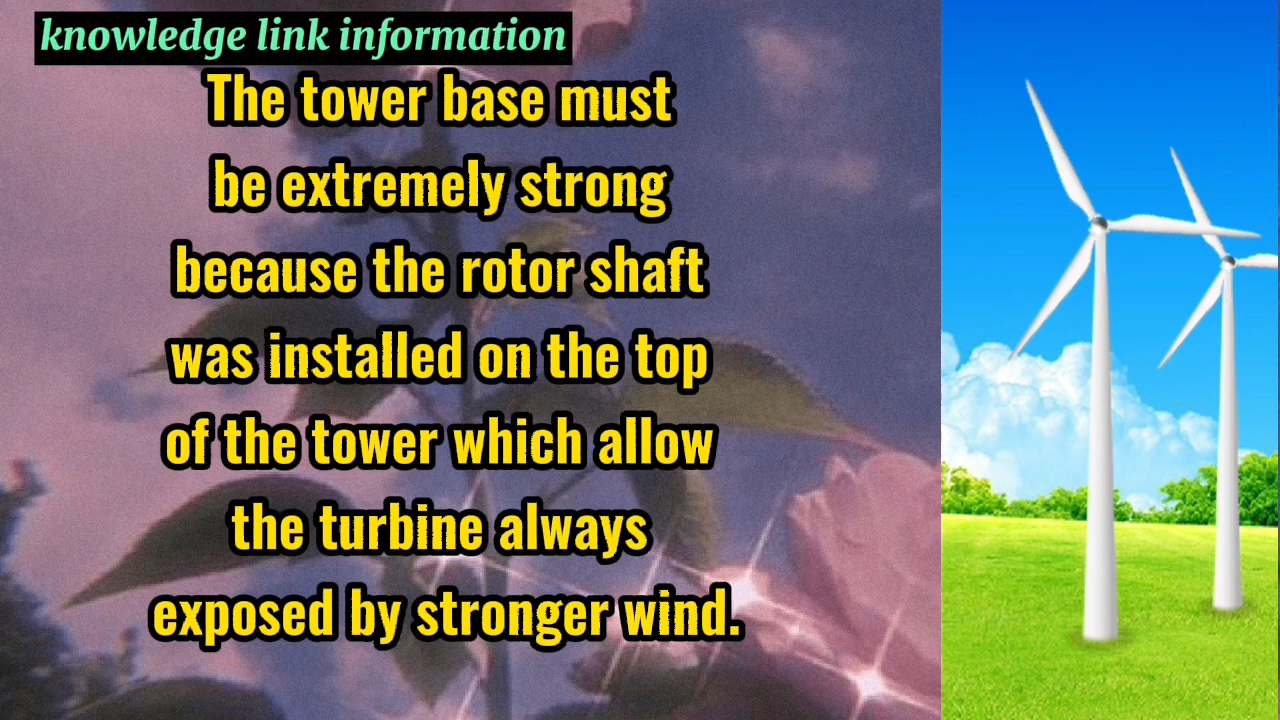 knowledge link information
The tower base must
be extremely strong
because the rotor shaft
was installed on the top
of the tower which allow
the turbine always
exposed by stronger wind.